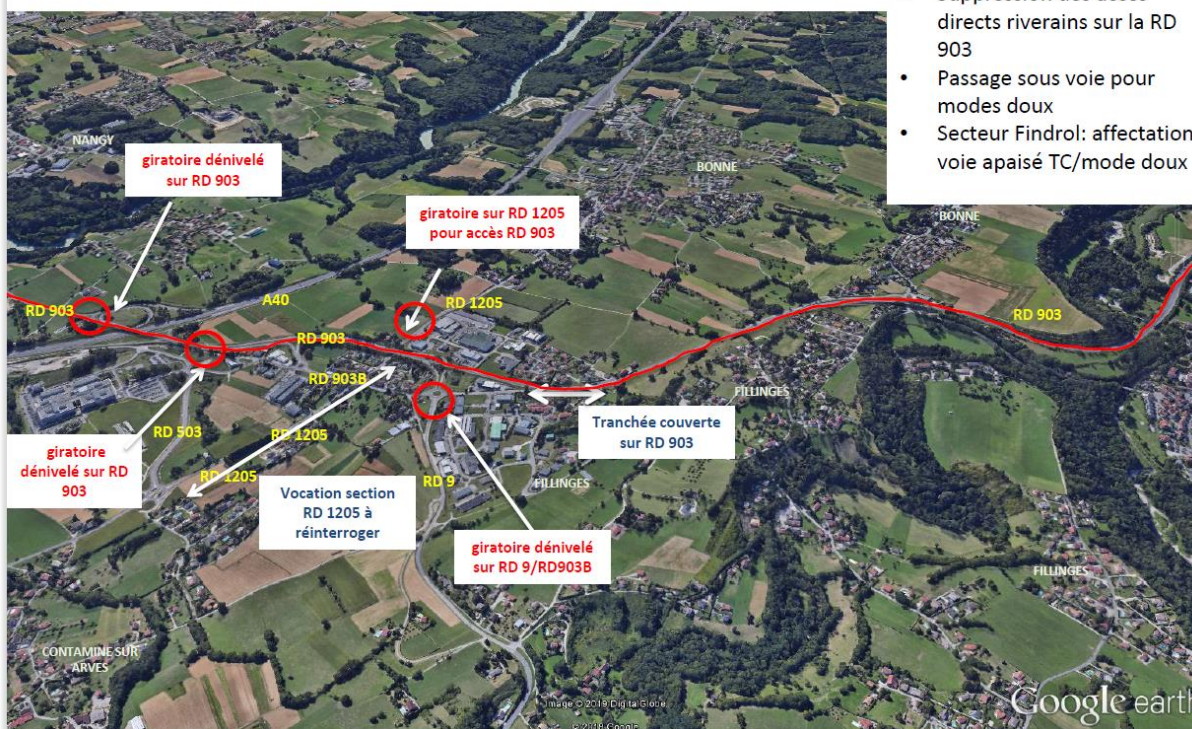 directs riverains sur la RD
903
• Passage sous voie pour
modes doux
• Secteur Findrol: affectation
voie apaisé TC/mode doux
NANGY
giratoire dénivelé
sur RD 903
BONNE
giratoire sur RD 1205
pour accès RD 903
BONNE
RD 903
A40
RD 1205
RD 903
RD 903
RD 903B
FILLINGES
Tranchée couverte
sur RD 903
RD 503
RD 1205
giratoire
dénivelé sur RD
903
RD 1205
RD 9
FILLINGES
Vocation section
RD 1205 à
réinterroger
giratoire dénivelé
sur RD 9/RD903B
FILLINGES
CONTAMINE SUR
ARVES
Image © 2019 DigitalGlobe
Google earth